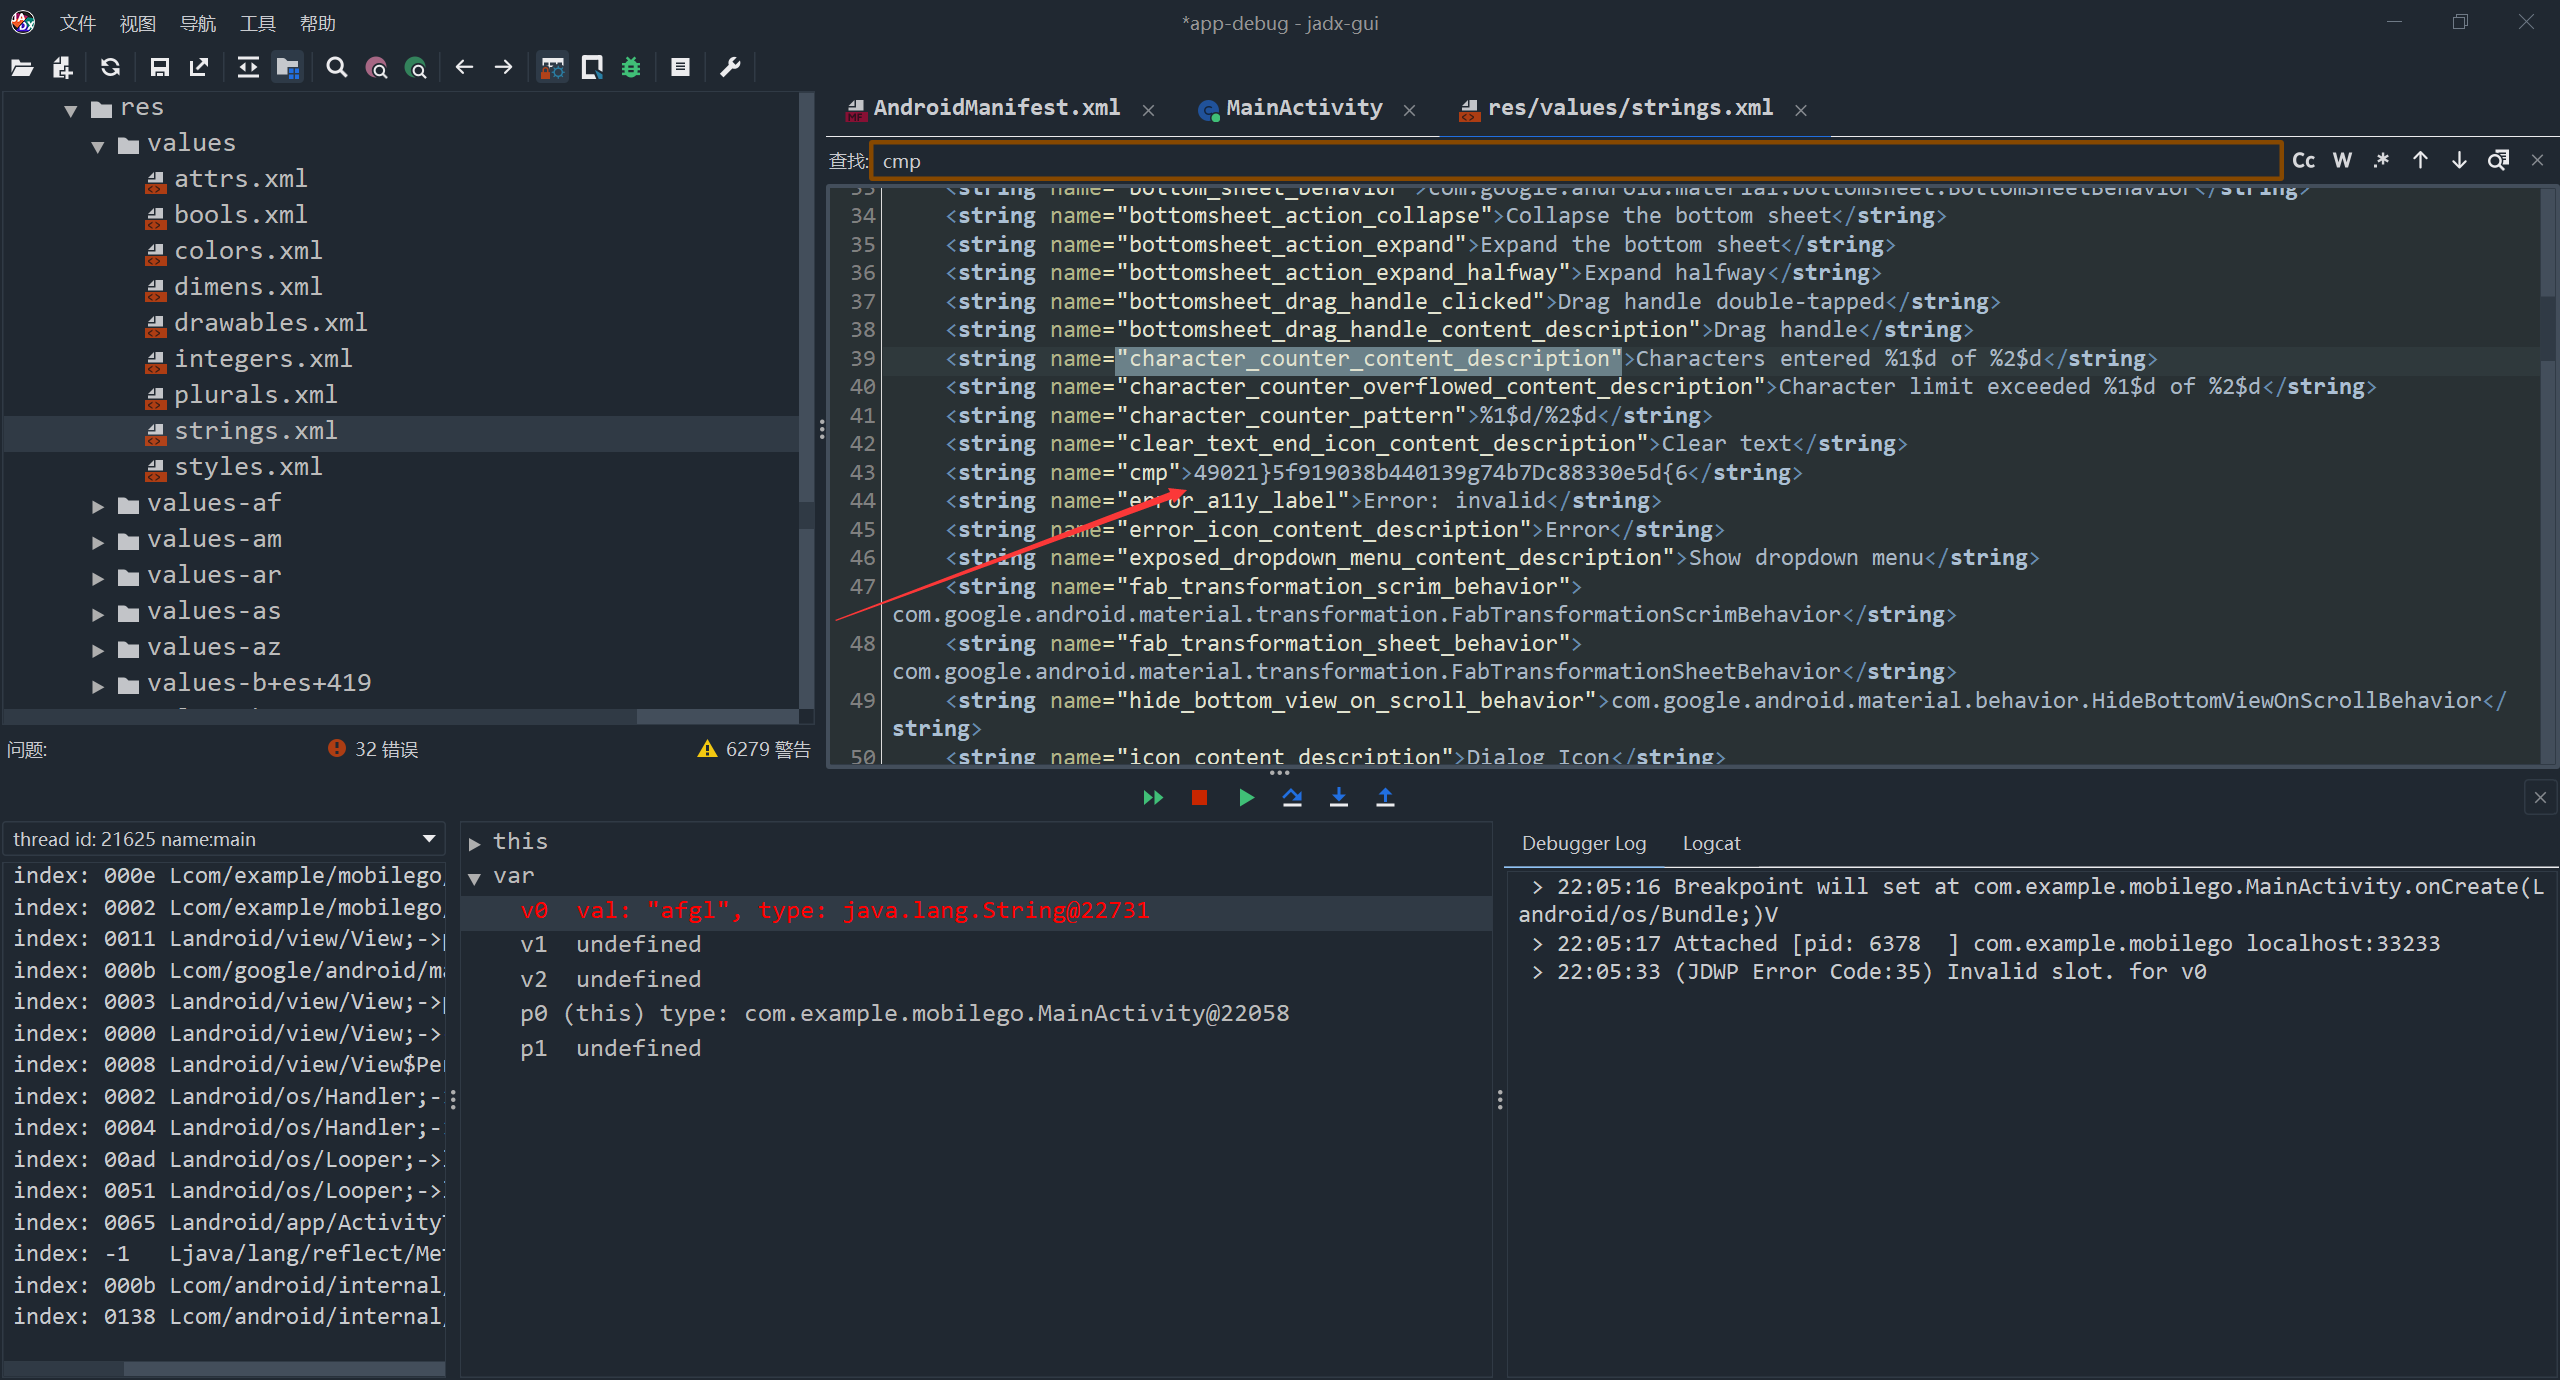 文件 视图 导航 工具 帮助
*app-debug - jadx-gui
res
values
attrs.xml
bools.xml
colors.xml
dimens.xml
drawables.xml
integers.xml
plurals.xml
strings.xml
styles.xml
values-af
values-am
values-ar
values-as
values-az
values-b+es+419
问题: 32 错误 6279 警告
AndroidManifest.xml MainActivity res/values/strings.xml
查找: cmp Cc W .*
<string name="bottom_sheet_behavior">com.google.android.material.bottomsheet.BottomSheetBehavior</string>
34 <string name="bottomsheet_action_collapse">Collapse the bottom sheet</string>
35 <string name="bottomsheet_action_expand">Expand the bottom sheet</string>
36 <string name="bottomsheet_action_expand_halfway">Expand halfway</string>
37 <string name="bottomsheet_drag_handle_clicked">Drag handle double-tapped</string>
38 <string name="bottomsheet_drag_handle_content_description">Drag handle</string>
39 <string name="character_counter_content_description">Characters entered %1$d of %2$d</string>
40 <string name="character_counter_overflowed_content_description">Character limit exceeded %1$d of %2$d</string>
41 <string name="character_counter_pattern">%1$d/%2$d</string>
42 <string name="clear_text_end_icon_content_description">Clear text</string>
43 <string name="cmp">49021}5f919038b440139g74b7Dc88330e5d{6</string>
44 <string name="error_a11y_label">Error: invalid</string>
45 <string name="error_icon_content_description">Error</string>
46 <string name="exposed_dropdown_menu_content_description">Show dropdown menu</string>
47 <string name="fab_transformation_scrim_behavior">
com.google.android.material.transformation.FabTransformationScrimBehavior</string>
48 <string name="fab_transformation_sheet_behavior">
com.google.android.material.transformation.FabTransformationSheetBehavior</string>
49 <string name="hide_bottom_view_on_scroll_behavior">com.google.android.material.behavior.HideBottomViewOnScrollBehavior</
string>
50 <string name="icon_content_description">Dialog Icon</string>
thread id: 21625 name:main
index: 000e Lcom/example/mobilego/
index: 0002 Lcom/example/mobilego/
index: 0011 Landroid/view/View;->
index: 000b Lcom/google/android/ma
index: 0003 Landroid/view/View;->
index: 0000 Landroid/view/View;->
index: 0008 Landroid/view/View$Per
index: 0002 Landroid/os/Handler;-
index: 0004 Landroid/os/Handler;-
index: 00ad Landroid/os/Looper;->
index: 0051 Landroid/os/Looper;->
index: 0065 Landroid/app/Activity
index: -1 Ljava/lang/reflect/Met
index: 000b Lcom/android/internal/
index: 0138 Lcom/android/internal/
this
var
v0 val: "afgl", type: java.lang.String@22731
v1 undefined
v2 undefined
p0 (this) type: com.example.mobilego.MainActivity@22058
p1 undefined
Debugger Log Logcat
> 22:05:16 Breakpoint will set at com.example.mobilego.MainActivity.onCreate(L
android/os/Bundle;)V
> 22:05:17 Attached [pid: 6378 ] com.example.mobilego localhost:33233
> 22:05:33 (JDWP Error Code:35) Invalid slot. for v0